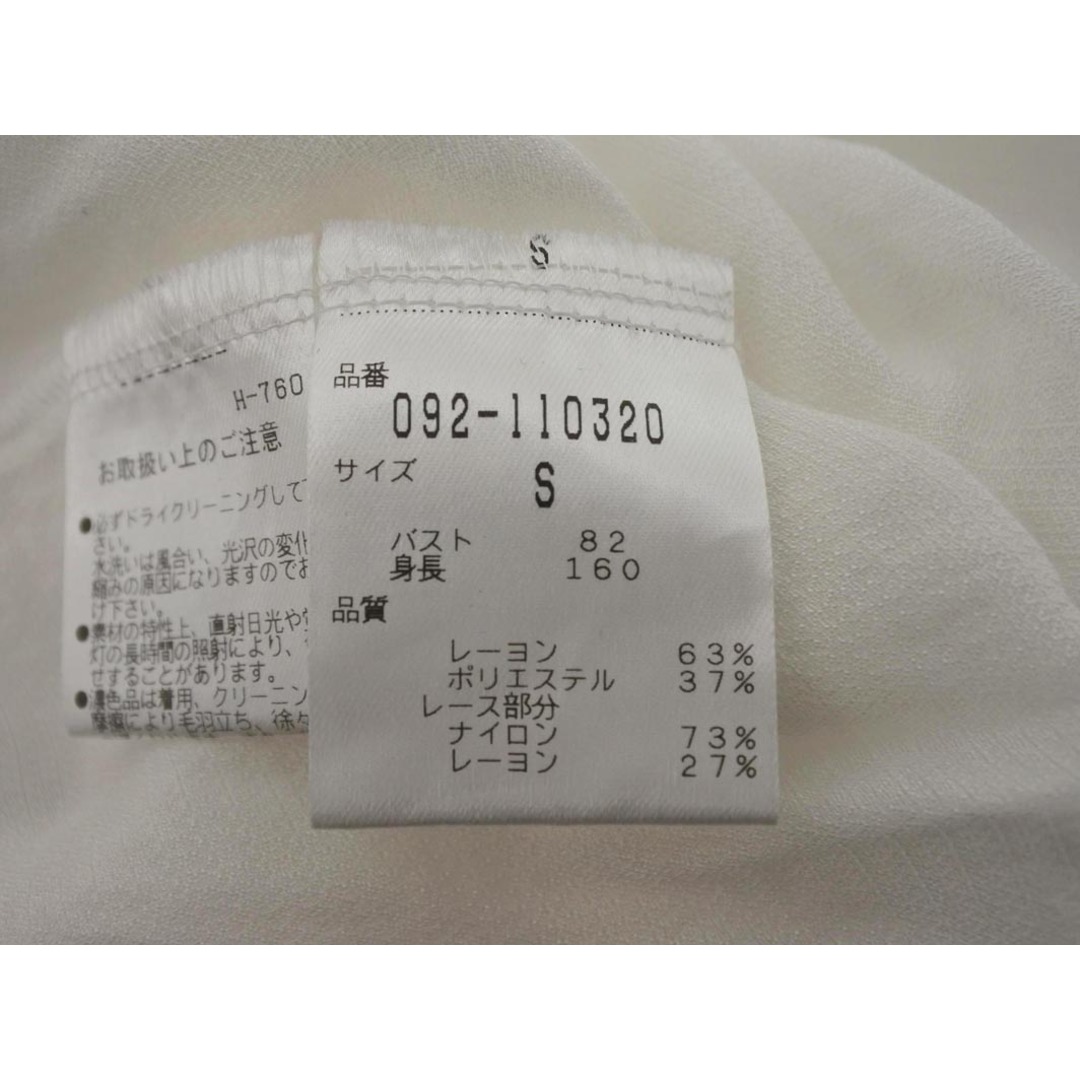 S
品番
092-110320
サイズ
S
バスト 82
身長 160
品質
レーヨン 63%
ポリエステル 37%
レース部分
ナイロン 73%
レーヨン 27%
H-760
お取扱い上のご注意
●必ずドライクリーニングして下
さい。
水洗いは風合い、光沢の変化
縮みの原因になりますのでお
け下さい。
●素材の特性上、直射日光や
灯の長時間の照射により、
せすることがあります。
●濃色品は着用、クリーニン
摩擦により毛羽立ち、徐々